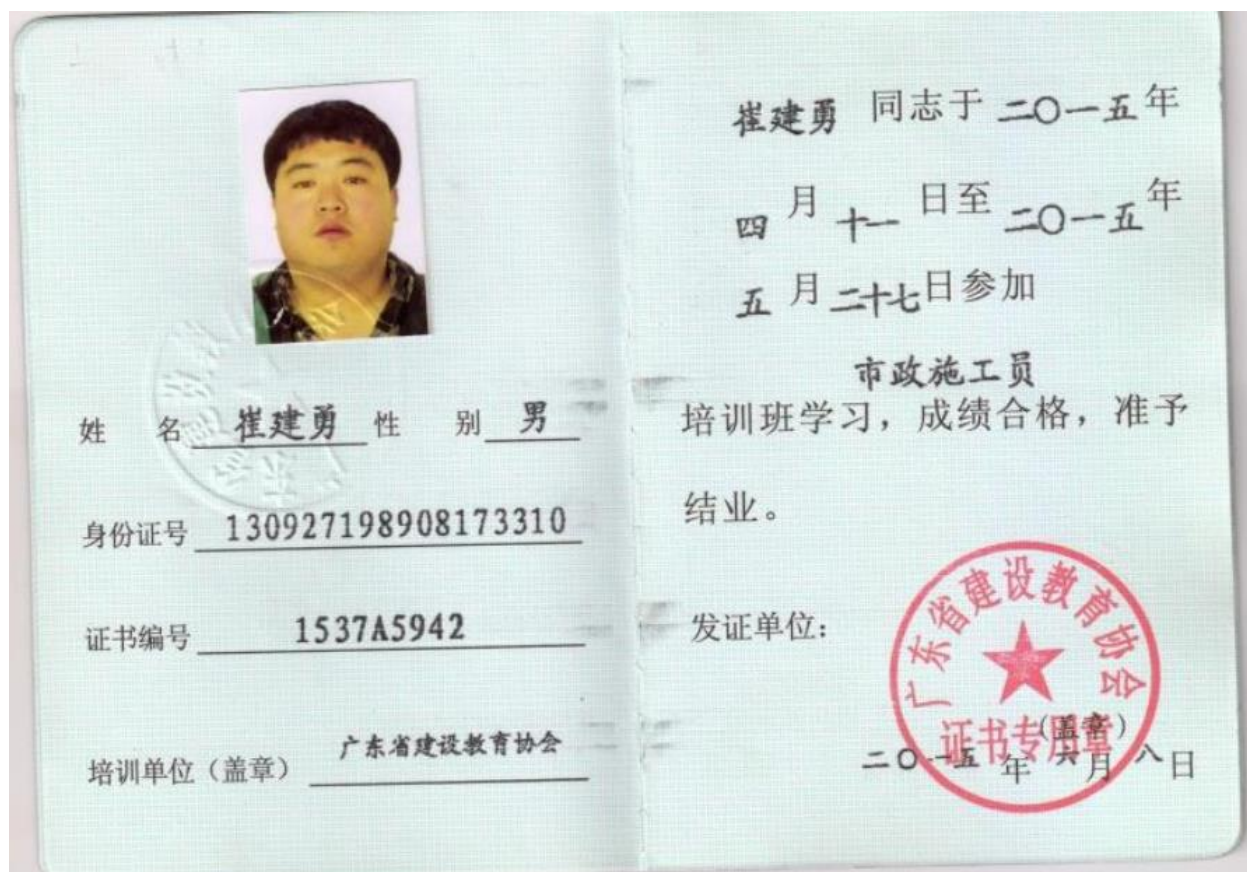 姓 名 崔建勇 性 别 男
身份证号 130927198908173310
证书编号 1537A5942
培训单位（盖章） 广东省建设教育协会
崔建勇 同志于 二〇一五年
四月十一日至 二〇一五年
五月二十七日参加
市政施工员
培训班学习，成绩合格，准予
结业。
发证单位：
广东省建设教育协会
证书专用章
（盖章）
二〇一五年六月八日